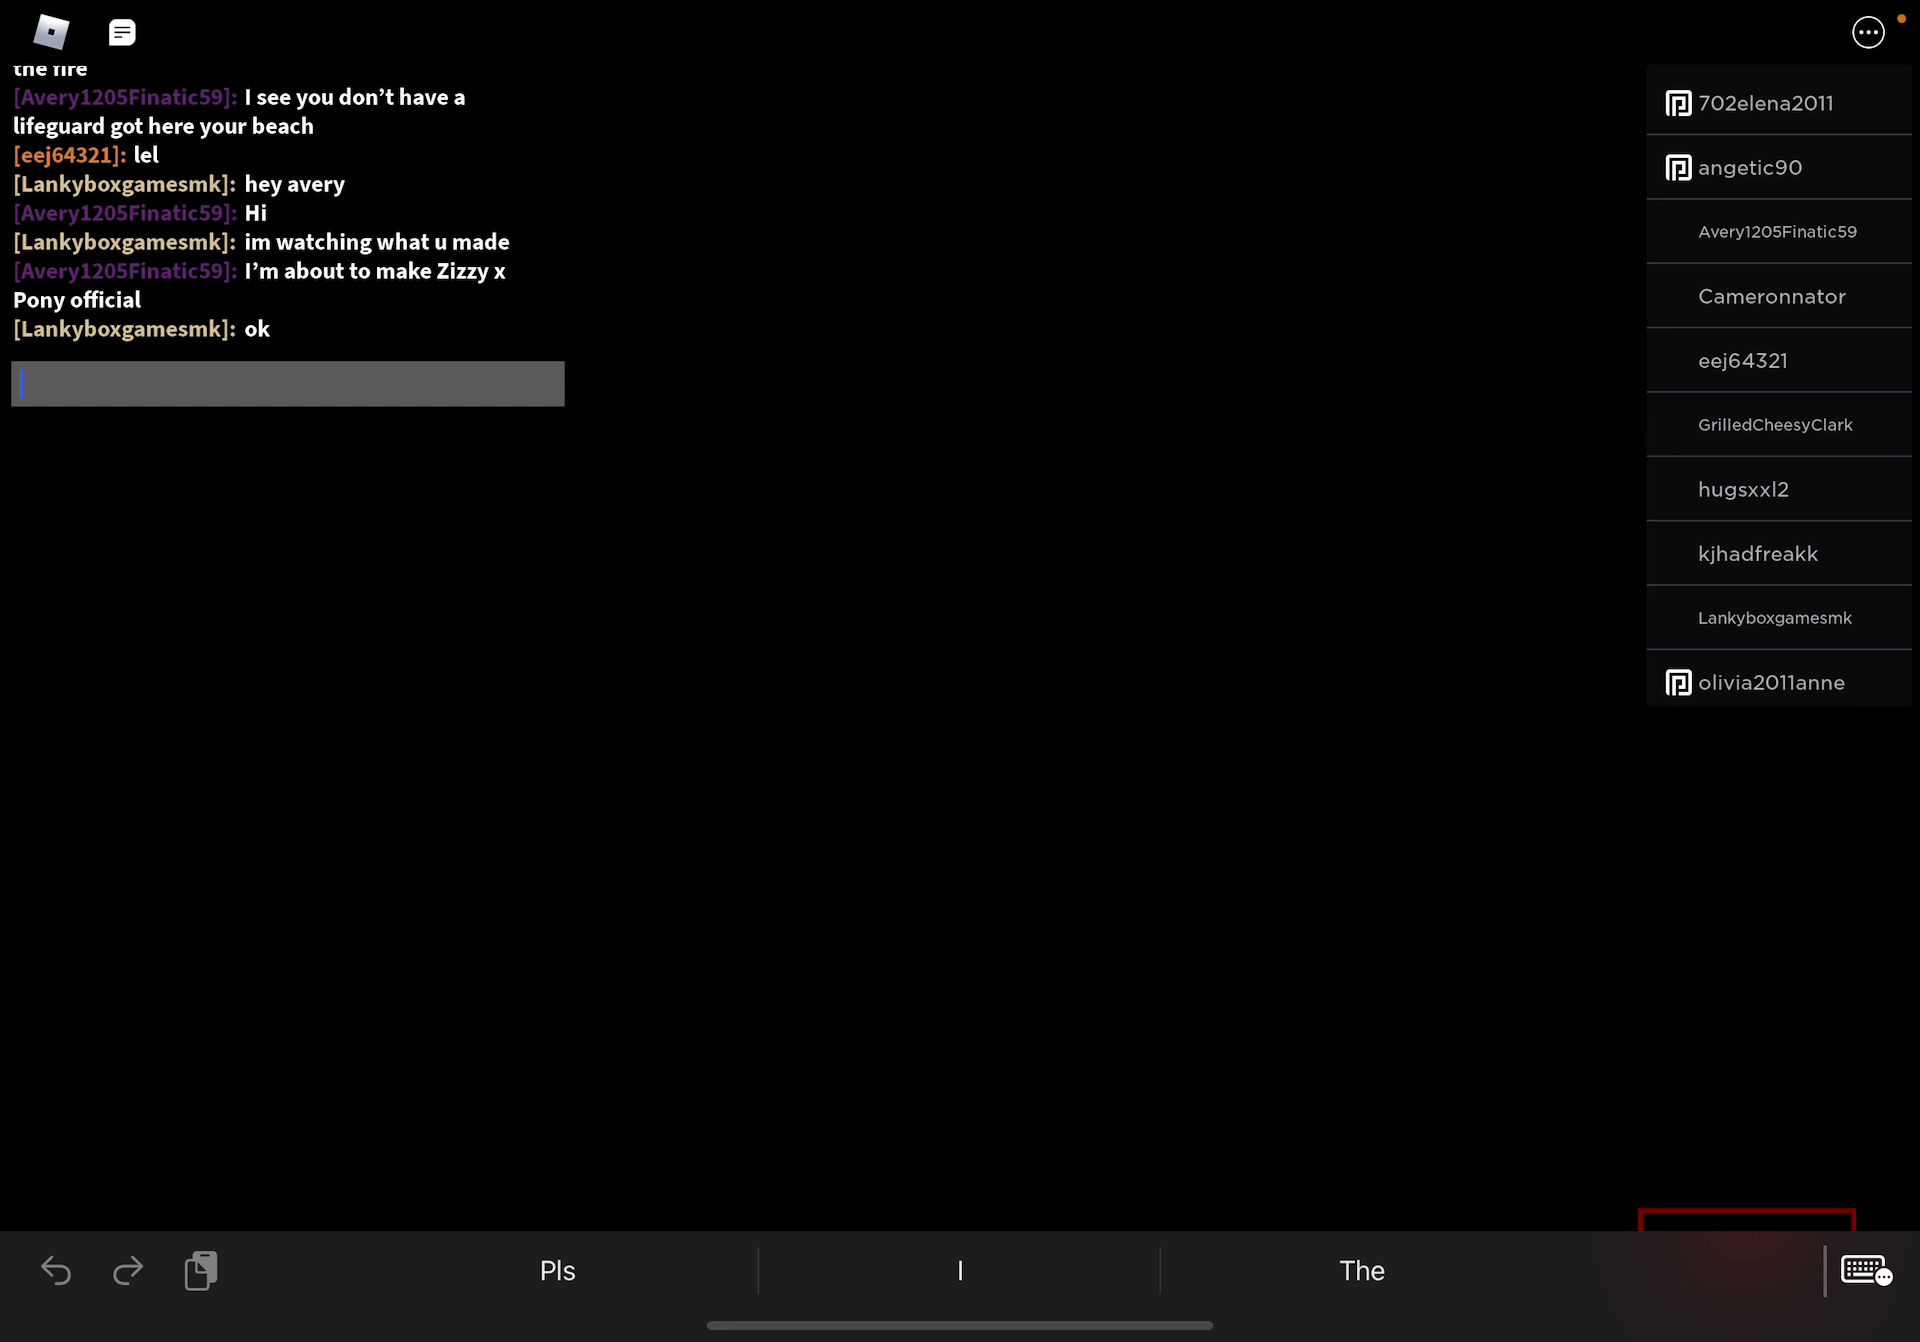 the fire
[Avery1205Finatic59]: I see you don’t have a
lifeguard got here your beach
[eej64321]: lel
[Lankyboxgamesmk]: hey avery
[Avery1205Finatic59]: Hi
[Lankyboxgamesmk]: im watching what u made
[Avery1205Finatic59]: I’m about to make Zizzy x
Pony official
[Lankyboxgamesmk]: ok
702elena2011
angetic90
Avery1205Finatic59
Cameronnator
eej64321
GrilledCheesyClark
hugsxxl2
kjhadfreakk
Lankyboxgamesmk
olivia2011anne
Pls
I
The